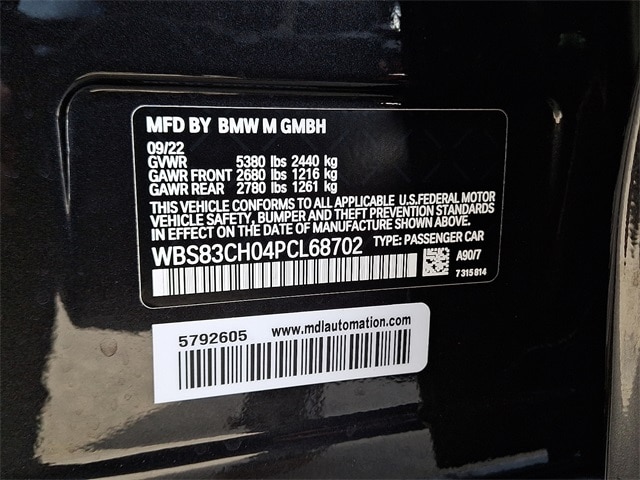 MFD BY BMW M GMBH
09/22
GVWR 5380 lbs 2440 kg
GAWR FRONT 2680 lbs 1216 kg
GAWR REAR 2780 lbs 1261 kg
THIS VEHICLE CONFORMS TO ALL APPLICABLE U.S.FEDERAL MOTOR
VEHICLE SAFETY, BUMPER AND THEFT PREVENTION STANDARDS
IN EFFECT ON THE DATE OF MANUFACTURE SHOWN ABOVE.
WBS83CH04PCL68702 TYPE: PASSENGER CAR
A90/7
7 315 814
5792605 www.mdlautomation.com